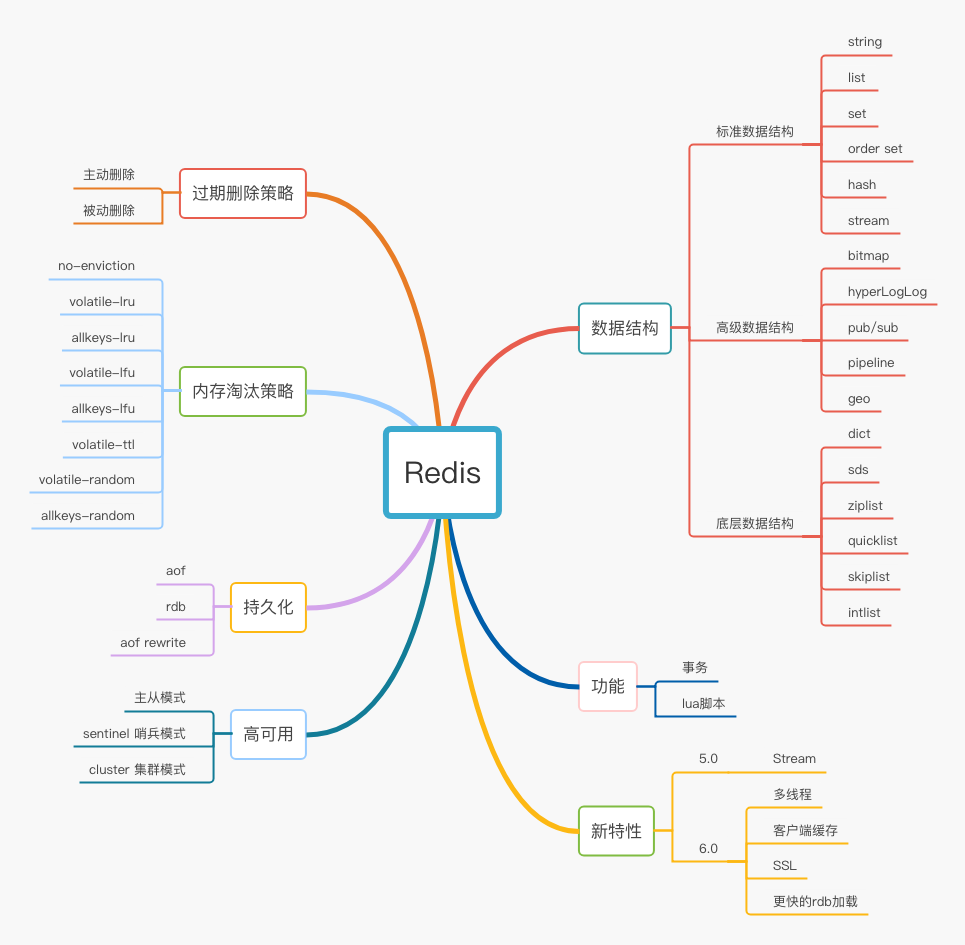 Redis
过期删除策略
主动删除
被动删除
内存淘汰策略
no-enviction
volatile-lru
allkeys-lru
volatile-lfu
allkeys-lfu
volatile-ttl
volatile-random
allkeys-random
持久化
aof
rdb
aof rewrite
高可用
主从模式
sentinel 哨兵模式
cluster 集群模式
数据结构
标准数据结构
string
list
set
order set
hash
stream
高级数据结构
bitmap
hyperLogLog
pub/sub
pipeline
geo
底层数据结构
dict
sds
ziplist
quicklist
skiplist
intlist
功能
事务
lua脚本
新特性
5.0
Stream
6.0
多线程
客户端缓存
SSL
更快的rdb加载